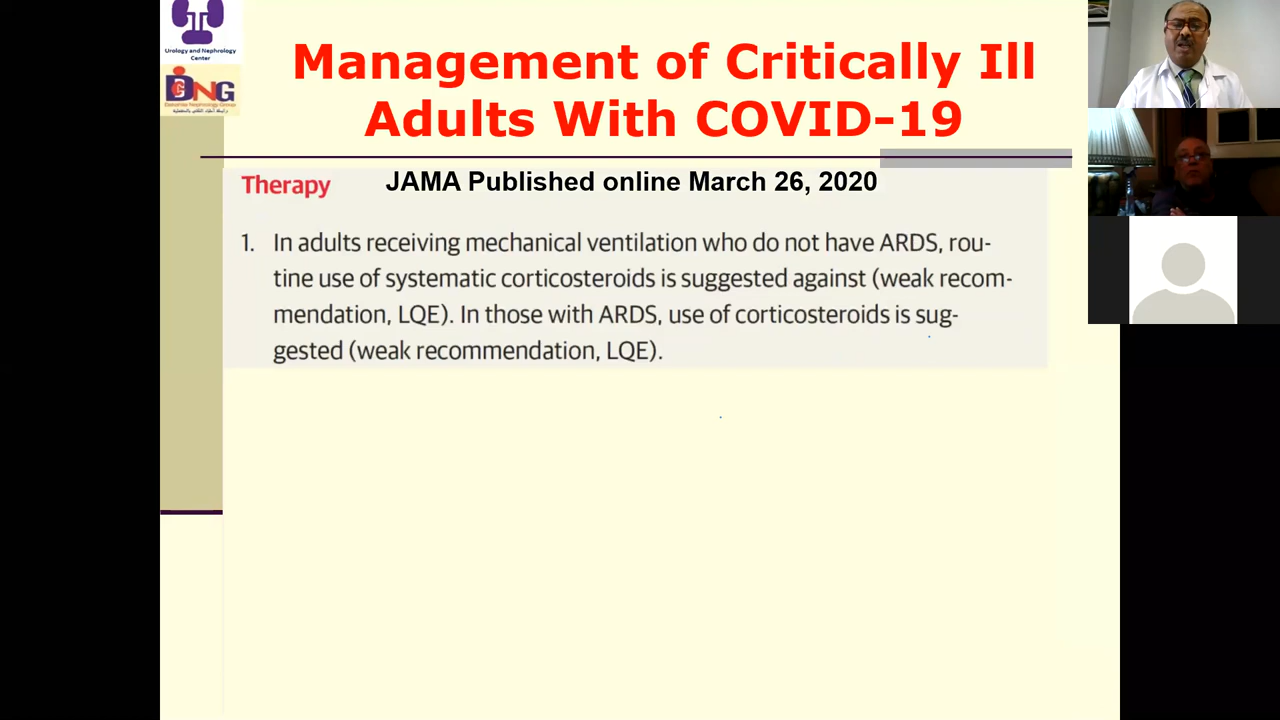 Urology and Nephrology
Center
DNG
Management of Critically Ill
Adults With COVID-19
Therapy
JAMA Published online March 26, 2020
1. In adults receiving mechanical ventilation who do not have ARDS, rou-
tine use of systematic corticosteroids is suggested against (weak recom-
mendation, LQE). In those with ARDS, use of corticosteroids is sug-
gested (weak recommendation, LQE).